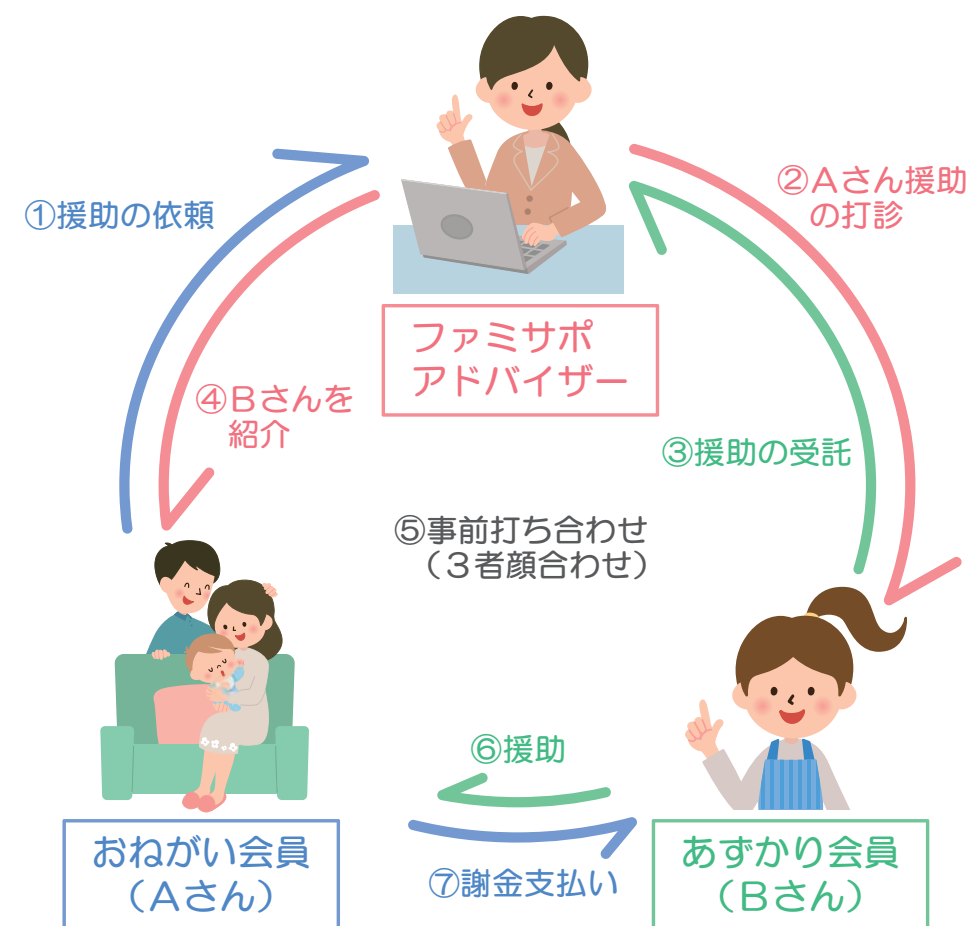 ①援助の依頼
②Aさん援助
の打診
ファミサポ
アドバイザー
④Bさんを
紹介
③援助の受託
⑤事前打ち合わせ
(3者顔合わせ)
⑥援助
⑦謝金支払い
おねがい会員
(Aさん)
あずかり会員
(Bさん)